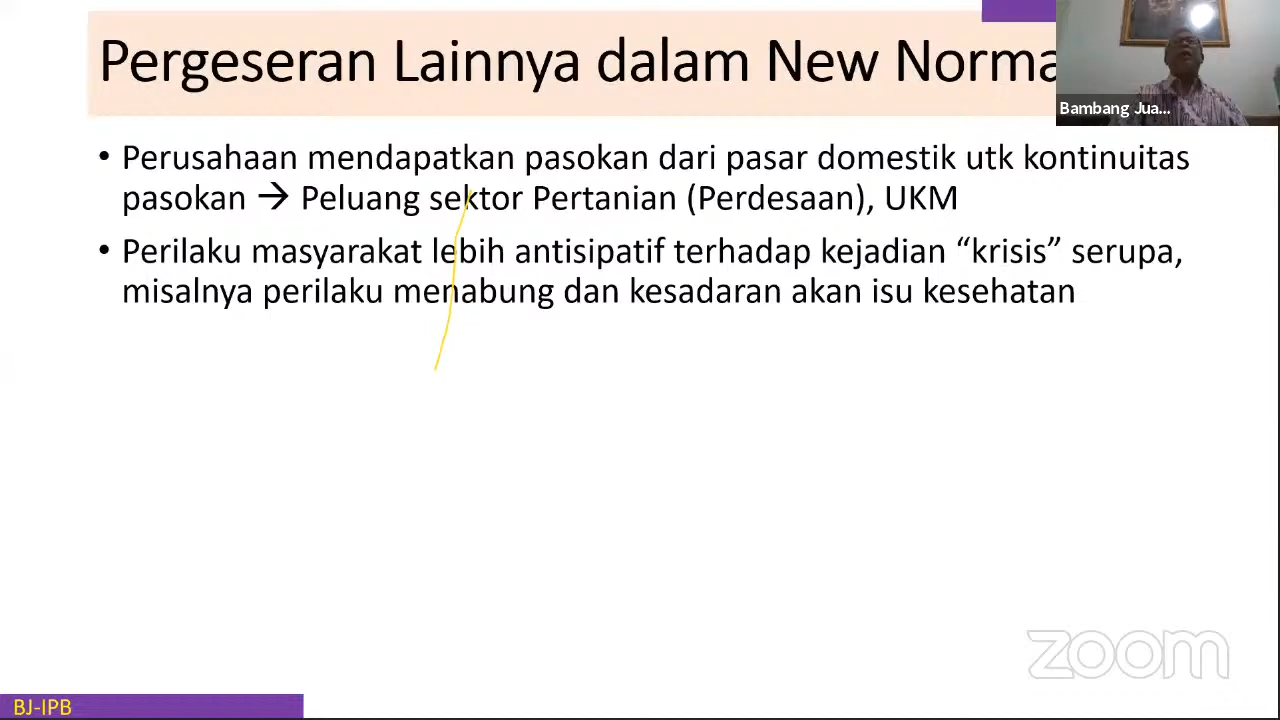 Pergeseran Lainnya dalam New Norma
Bambang Jua...
• Perusahaan mendapatkan pasokan dari pasar domestik utk kontinuitas
pasokan → Peluang sektor Pertanian (Perdesaan), UKM
• Perilaku masyarakat lebih antisipatif terhadap kejadian “krisis” serupa,
misalnya perilaku menabung dan kesadaran akan isu kesehatan
zoom
BJ-IPB